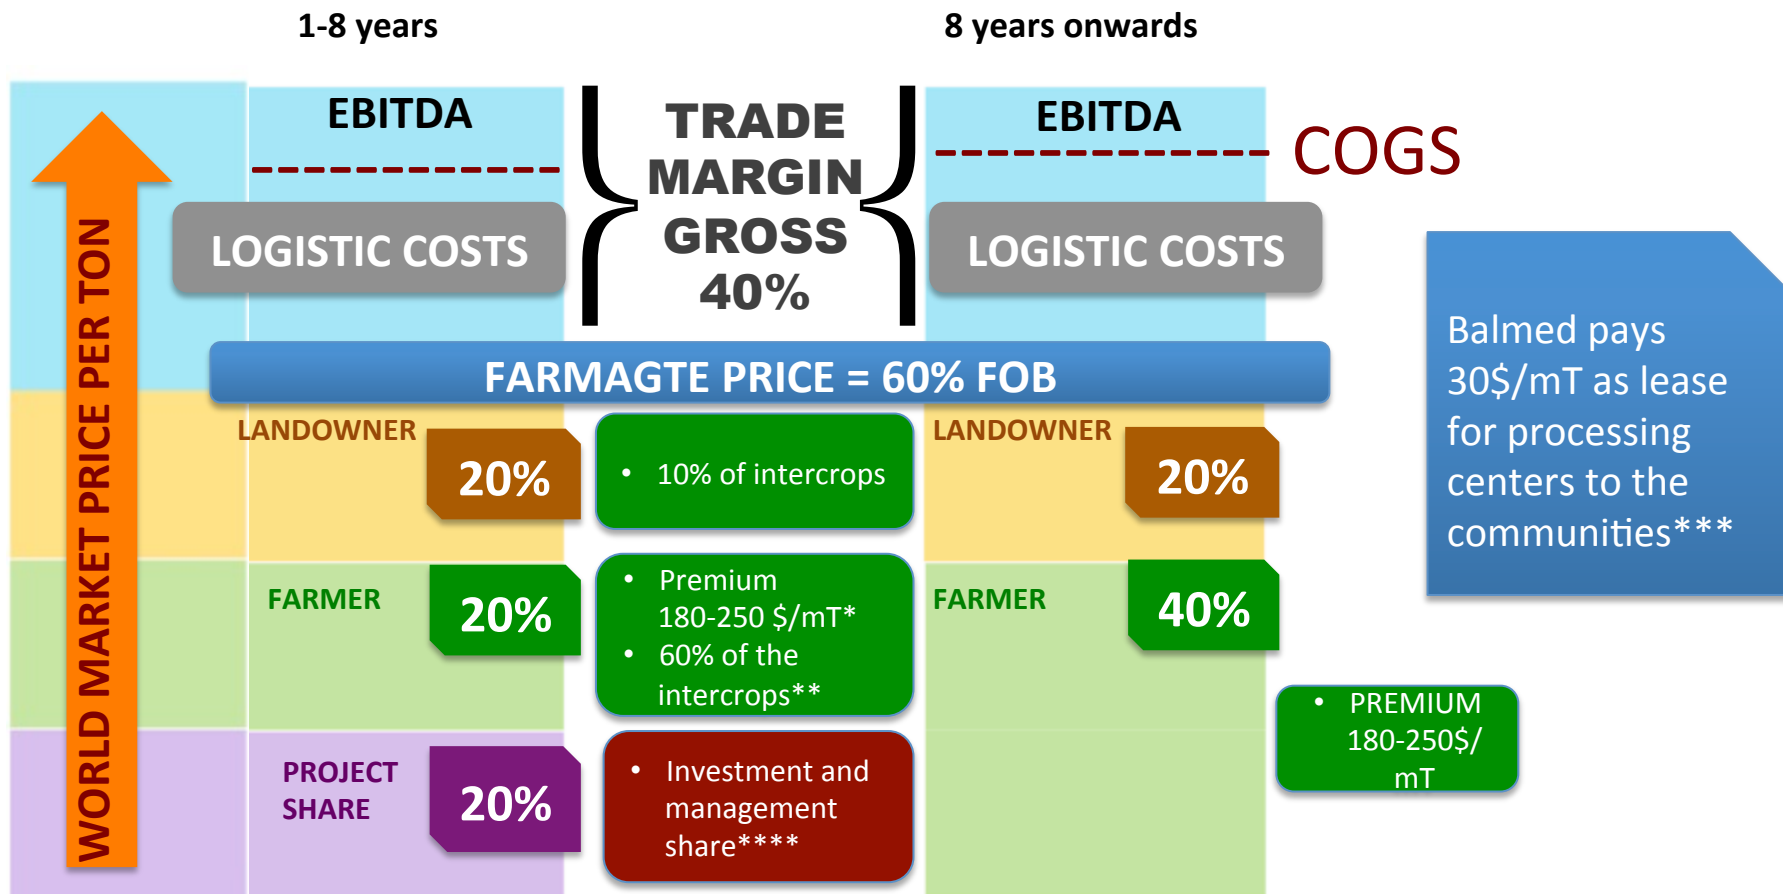 1-8 years
8 years onwards
WORLD MARKET PRICE PER TON
EBITDA
LOGISTIC COSTS
TRADE
MARGIN
GROSS
40%
EBITDA
COGS
LOGISTIC COSTS
FARMAGTE PRICE = 60% FOB
LANDOWNER
20%
• 10% of intercrops
LANDOWNER
20%
FARMER
20%
• Premium
180-250 $/mT*
• 60% of the
intercrops**
FARMER
40%
• PREMIUM
180-250$/
mT
PROJECT
SHARE
20%
• Investment and
management
share****
Balmed pays
30$/mT as lease
for processing
centers to the
communities***